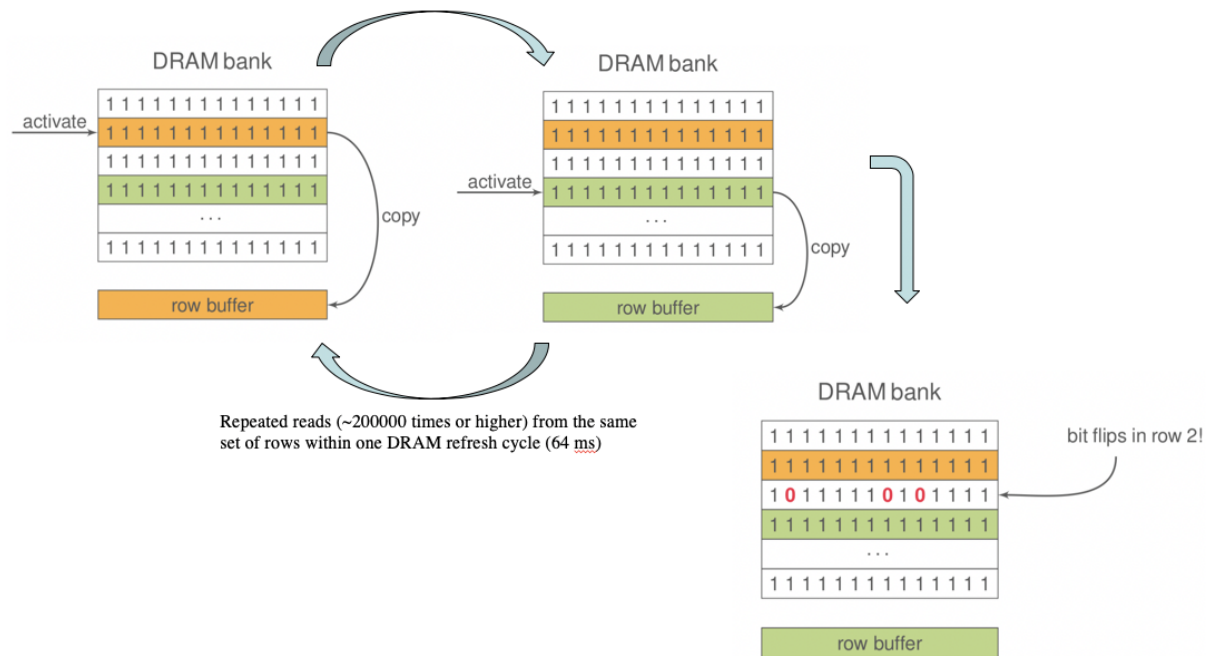 DRAM bank
activate
1 1 1 1 1 1 1 1 1 1 1 1 1 1
1 1 1 1 1 1 1 1 1 1 1 1 1 1
1 1 1 1 1 1 1 1 1 1 1 1 1 1
1 1 1 1 1 1 1 1 1 1 1 1 1 1
...
1 1 1 1 1 1 1 1 1 1 1 1 1 1
copy
row buffer
DRAM bank
activate
1 1 1 1 1 1 1 1 1 1 1 1 1 1
1 1 1 1 1 1 1 1 1 1 1 1 1 1
1 1 1 1 1 1 1 1 1 1 1 1 1 1
1 1 1 1 1 1 1 1 1 1 1 1 1 1
...
1 1 1 1 1 1 1 1 1 1 1 1 1 1
copy
row buffer
Repeated reads (~200000 times or higher) from the same
set of rows within one DRAM refresh cycle (64 ms)
DRAM bank
1 1 1 1 1 1 1 1 1 1 1 1 1 1
1 1 1 1 1 1 1 1 1 1 1 1 1 1
1 0 1 1 1 1 1 0 1 0 1 1 1 1
1 1 1 1 1 1 1 1 1 1 1 1 1 1
...
1 1 1 1 1 1 1 1 1 1 1 1 1 1
bit flips in row 2!
row buffer